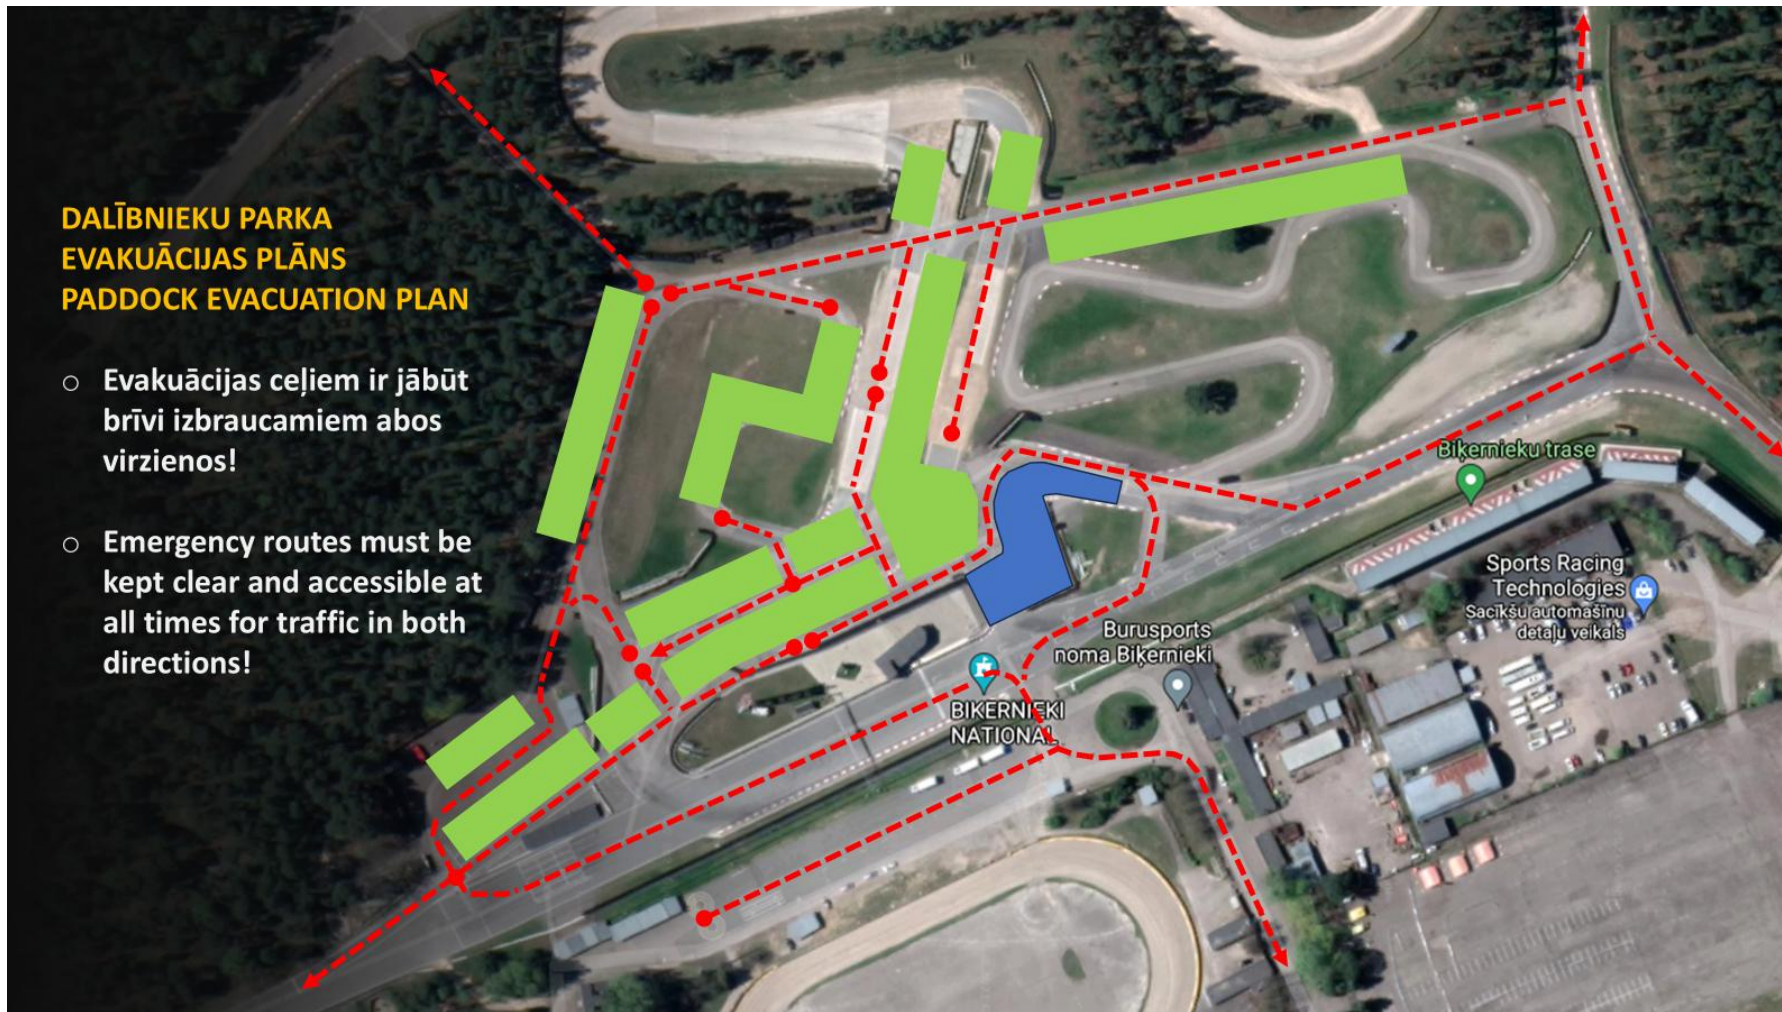 DALĪBNIEKU PARKA
EVAKUĀCIJAS PLĀNS
PADDOCK EVACUATION PLAN
○ Evakuācijas ceļiem ir jābūt
brīvi izbraucamiem abos
virzienos!
○ Emergency routes must be
kept clear and accessible at
all times for traffic in both
directions!
Biķernieku trase
Sports Racing
Technologies
Sacīkšu automašīnu
detaļu veikals
Burusports
noma Biķernieki
BIKERNIEKI
NATIONAL